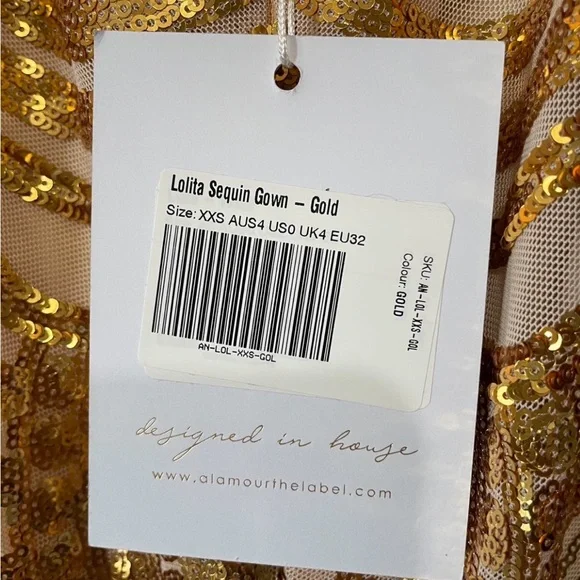 Lolita Sequin Gown – Gold
Size: XXS AUS4 US0 UK4 EU32
AN-LOL-XXS-GOL
SKU: AN-LOL-XXS-GOL
Colour: GOLD
designed in house
www.alamourthelabel.com